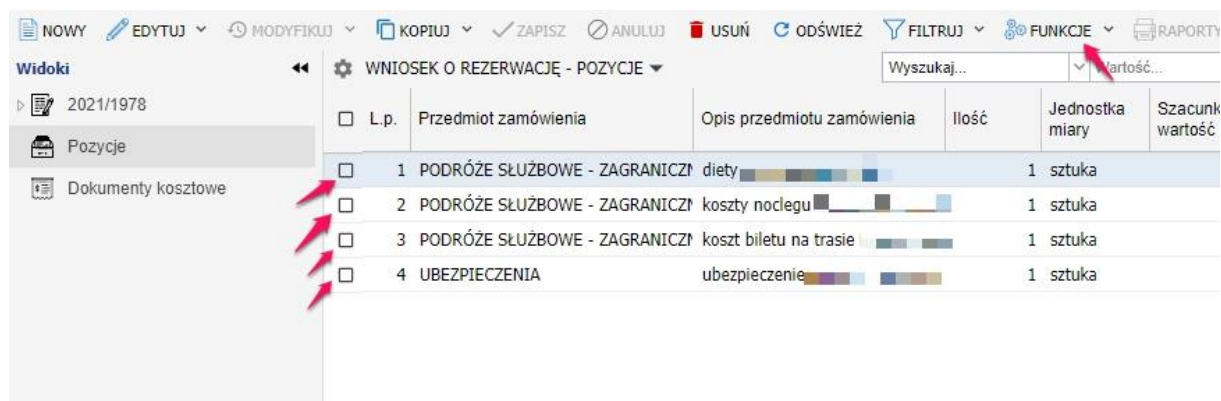 NOWY EDYTUJ MODYFIKUJ KOPIUJ ZAPISZ ANULUJ USUŃ ODŚWIEŻ FILTRUJ FUNKCJE RAPORTY
Widoki WNIOSEK O REZERWACJĘ - POZYCJE Wyszukaj... Wartość...
2021/1978
Pozycje
Dokumenty kosztowe
L.p. Przedmiot zamówienia Opis przedmiotu zamówienia Ilość Jednostka miary Szacunk wartość
1 PODRÓŻE SŁUŻBOWE - ZAGRANICZN diety 1 sztuka
2 PODRÓŻE SŁUŻBOWE - ZAGRANICZN koszty noclegu 1 sztuka
3 PODRÓŻE SŁUŻBOWE - ZAGRANICZN koszt biletu na trasie 1 sztuka
4 UBEZPIECZENIA ubezpieczenie 1 sztuka